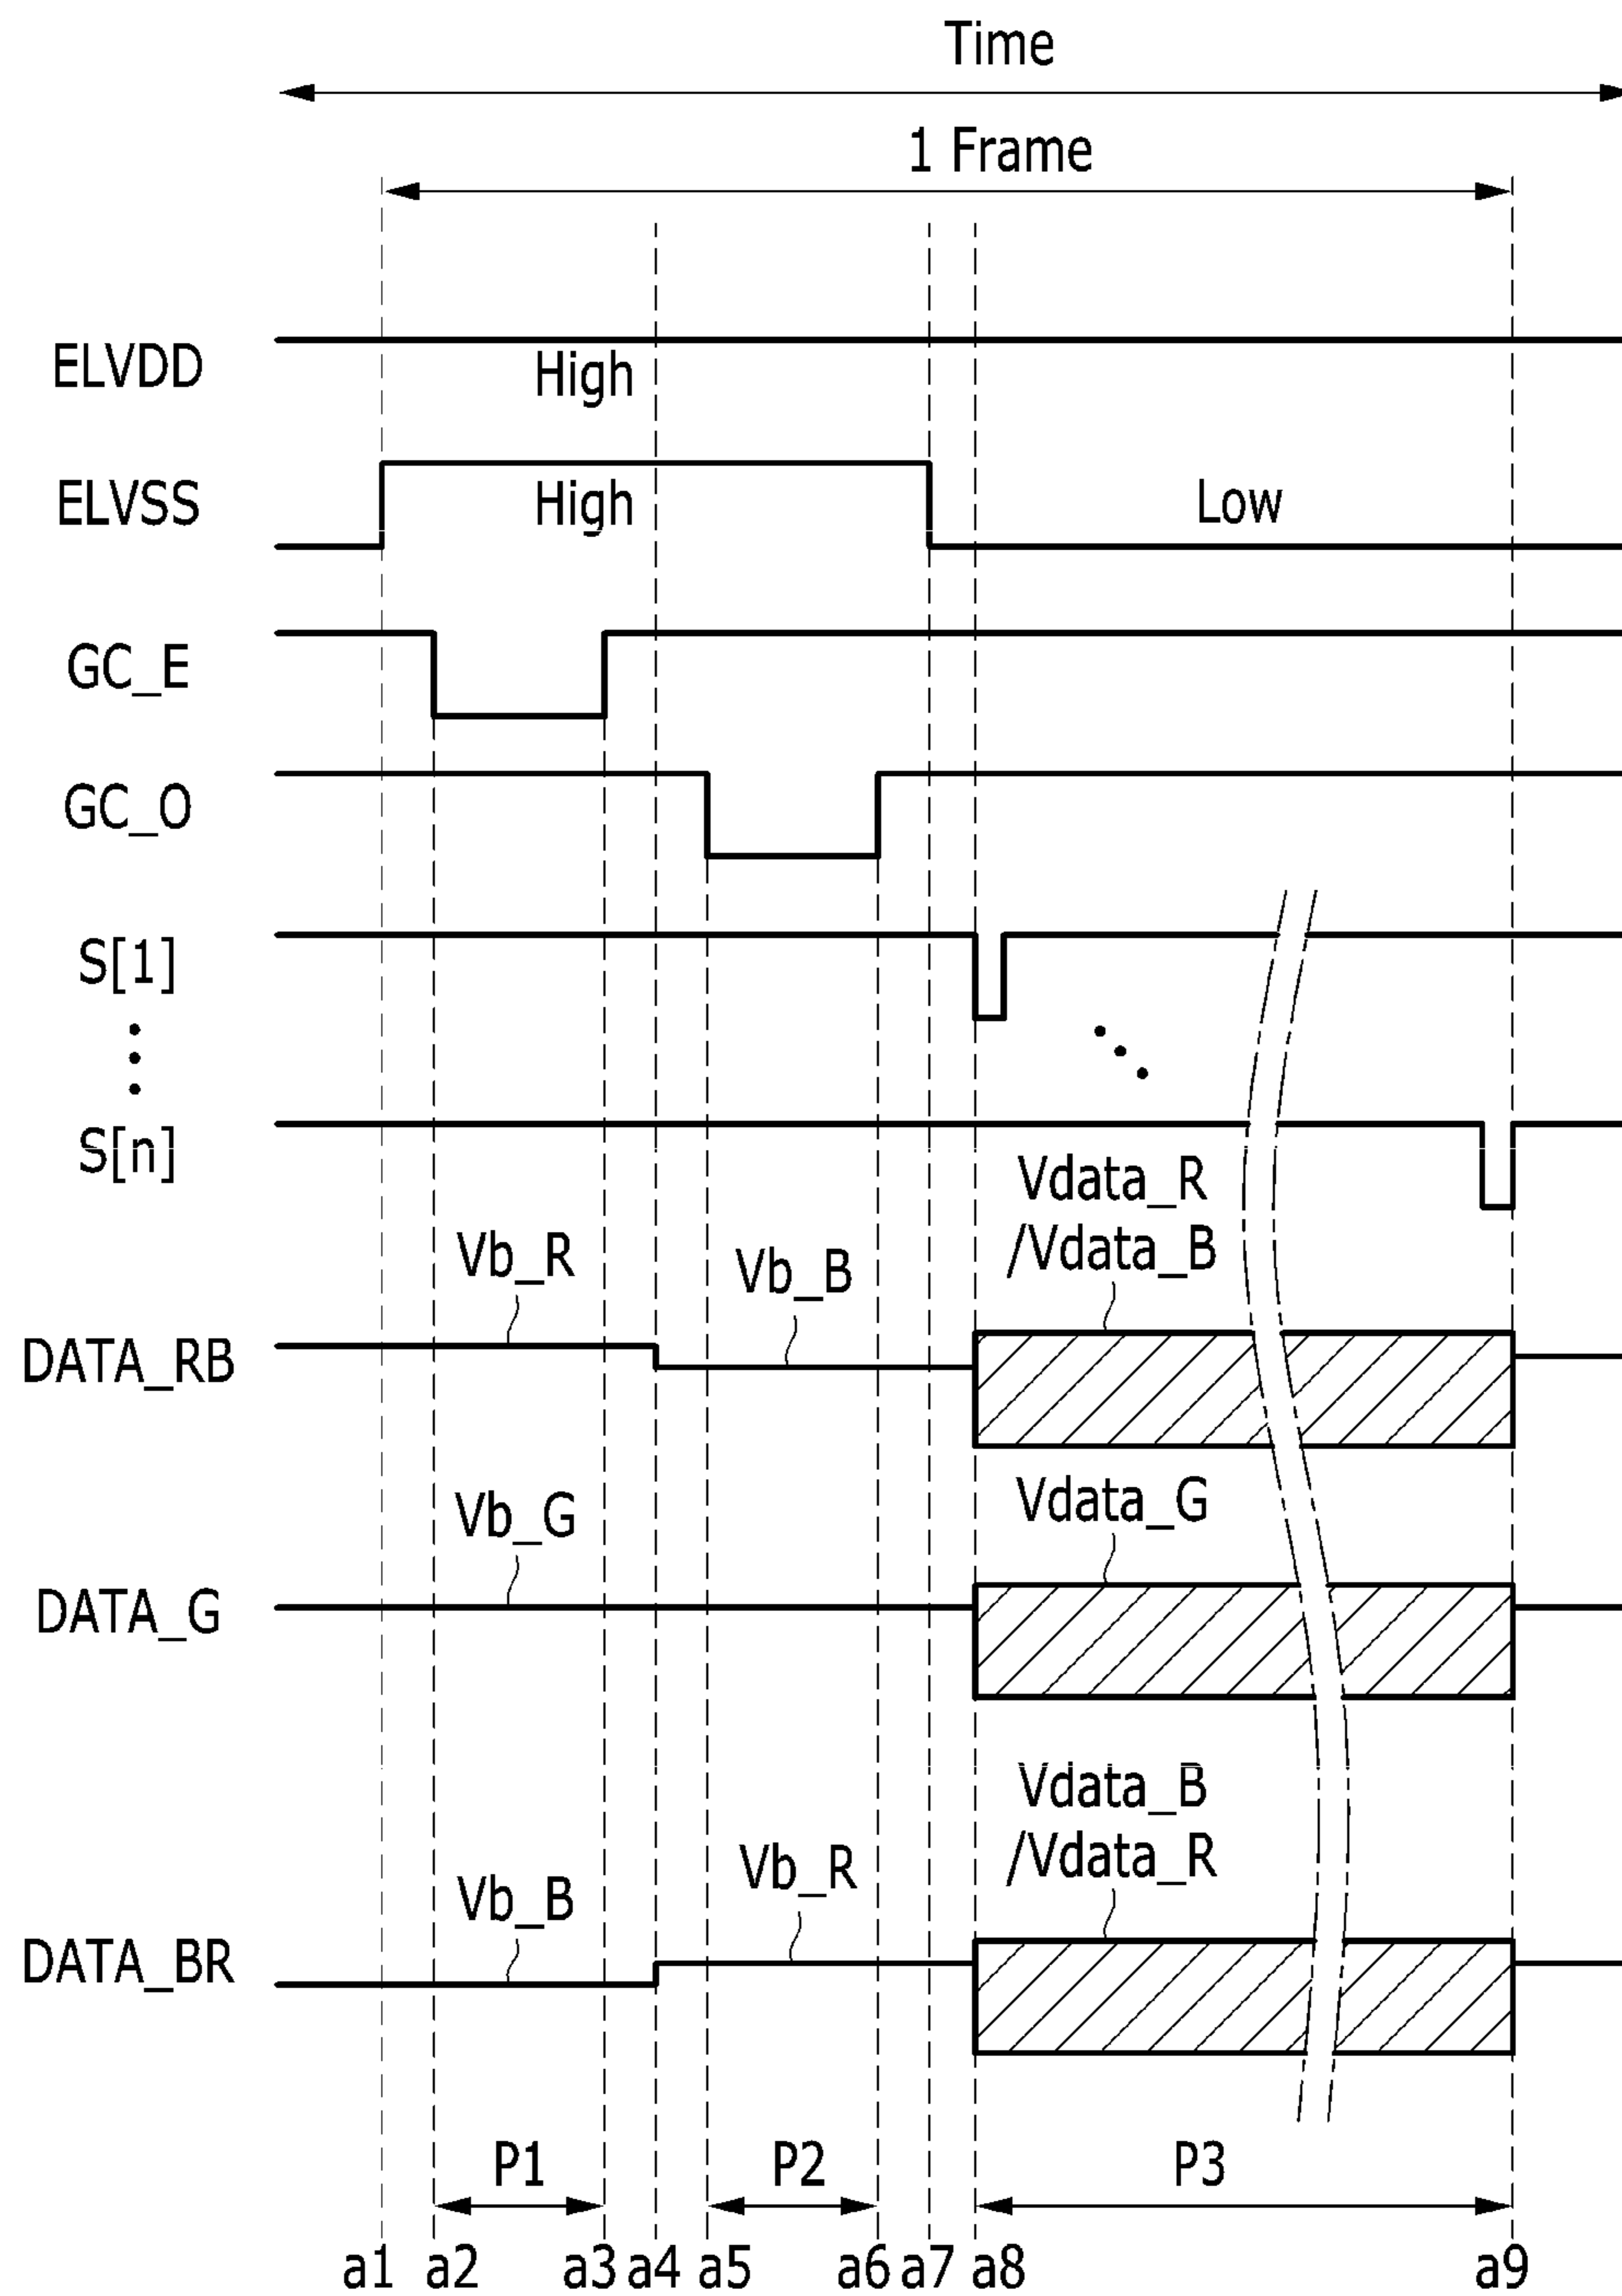 Time
1 Frame
ELVDD
High
ELVSS
High
Low
GC_E
GC_O
S[1]
S[n]
Vdata_R
/Vdata_B
Vb_R
Vb_B
DATA_RB
Vdata_G
Vb_G
DATA_G
Vdata_B
/Vdata_R
Vb_B
Vb_R
DATA_BR
P1
P2
P3
a1 a2 a3 a4 a5 a6 a7 a8 a9